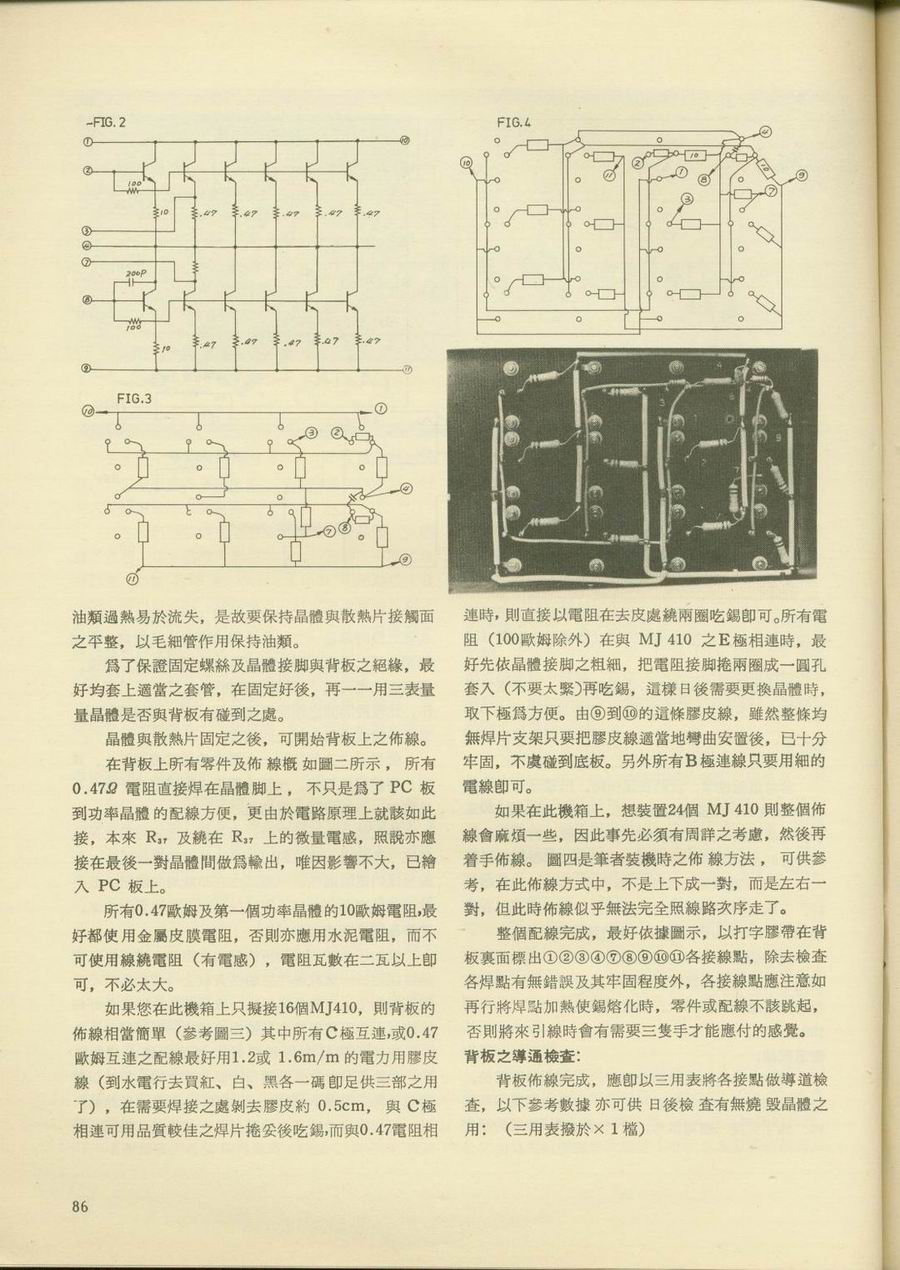 -FIG. 2
①
⑩
②
100
10
.47
.47
.47
.47
.47
③
④
⑦
200P
⑧
100
10
.47
.47
.47
.47
.47
⑨
⑪
FIG.3
⑩
①
③
②
④
⑦
⑧
⑨
⑪
FIG.4
④
⑩
⑪
②
10
①
⑧
10
⑨
⑦
③
油類過熱易於流失，是故要保持晶體與散熱片接觸面
之平整，以毛細管作用保持油類。
爲了保證固定螺絲及晶體接脚與背板之絕緣，最
好均套上適當之套管，在固定好後，再一一用三表量
量晶體是否與背板有碰到之處。
晶體與散熱片固定之後，可開始背板上之佈線。
在背板上所有零件及佈 線槪 如圖二所示 ， 所有
0.47Ω 電阻直接焊在晶體脚上 ， 不只是爲了 PC 板
到功率晶體 的配線方便，更由於電路原理上就該如此
接，本來 R₃₇ 及繞在 R₃₇ 上的微量電感，照說亦應
接在最後一對晶體間做爲輸出，唯因影響不大，已繪
入 PC 板上。
所有0.47歐姆及第一個功率晶體的10歐姆電阻，最
好都使用金屬皮膜電阻，否則亦應用水泥電阻，而不
可使用線繞電阻（有電感），電阻瓦數在二瓦以上卽
可，不必太大。
如果您在此機箱上只擬接16個MJ410，則背板的
佈線相當簡單（參考圖三）其中所有C極互連，或0.47
歐姆互連之配線最好用1.2或 1.6m/m 的電力用膠皮
線（到水電行去買紅、白、黑各一碼卽足供三部之用
了），在需要焊接之處剝去膠皮約 0.5cm， 與 C極
相連可用品質較佳之焊片捲妥後吃錫，而與0.47電阻相
連時，則直接以電阻在去皮處繞兩圈吃錫卽可。所有電
阻（100歐姆除外）在與 MJ 410 之E極相連時，最
好先依晶體接脚之粗細，把電阻接脚捲兩圈成一圓孔
套入（不要太緊）再吃錫，這樣日後需要更換晶體時，
取下極爲方便。由⑨到⑩的這條膠皮線，雖然整條均
無焊片支架只要把膠皮線適當地彎曲安置後，已十分
牢固，不虞碰到底板。另外所有B極連線只要用細的
電線卽可。
如果在此機箱上，想裝置24個 MJ 410 則整個佈
線會麻煩一些，因此事先必須有周詳之考慮，然後再
着手佈線。 圖四是筆者裝機時之佈 線方法 ， 可供參
考，在此佈線方式中，不是上下成一對，而是左右一
對，但此時佈線似乎無法完全照線路次序走了。
整個配線完成，最好依據圖示，以打字膠帶在背
板裏面標出①②③④⑦⑧⑨⑩⑪各接線點，除去檢查
各焊點有無錯誤及其牢固程度外，各接線點應注意如
再行將焊點加熱使錫熔化時，零件或配線不該跳起，
否則將來引線時會有需要三隻手才能應付的感覺。
背板之導通檢查：
背板佈線完成，應卽以三用表將各接點做導道檢
查，以下參考數據 亦可供 日後檢 查有無燒 毁晶體之
用：（三用表撥於×１檔）
86